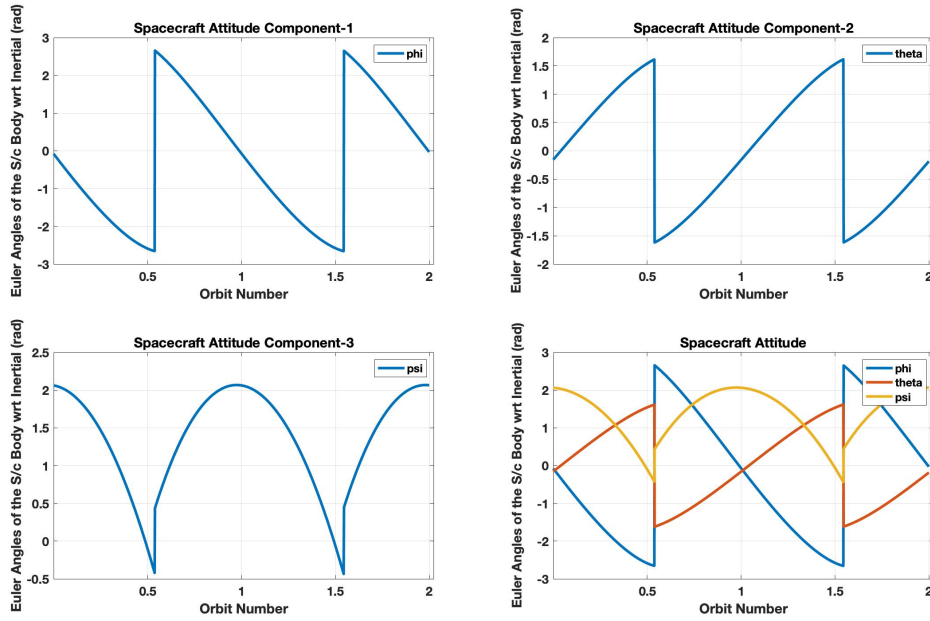 Spacecraft Attitude Component-1
Euler Angles of the S/c Body wrt Inertial (rad)
3
2
1
0
-1
-2
-3
phi
0.5 1 1.5 2
Orbit Number
Spacecraft Attitude Component-2
Euler Angles of the S/c Body wrt Inertial (rad)
2
1.5
1
0.5
0
-0.5
-1
-1.5
-2
theta
0.5 1 1.5 2
Orbit Number
Spacecraft Attitude Component-3
Euler Angles of the S/c Body wrt Inertial (rad)
2.5
2
1.5
1
0.5
0
-0.5
psi
0.5 1 1.5 2
Orbit Number
Spacecraft Attitude
Euler Angles of the S/c Body wrt Inertial (rad)
3
2
1
0
-1
-2
-3
phi
theta
psi
0.5 1 1.5 2
Orbit Number